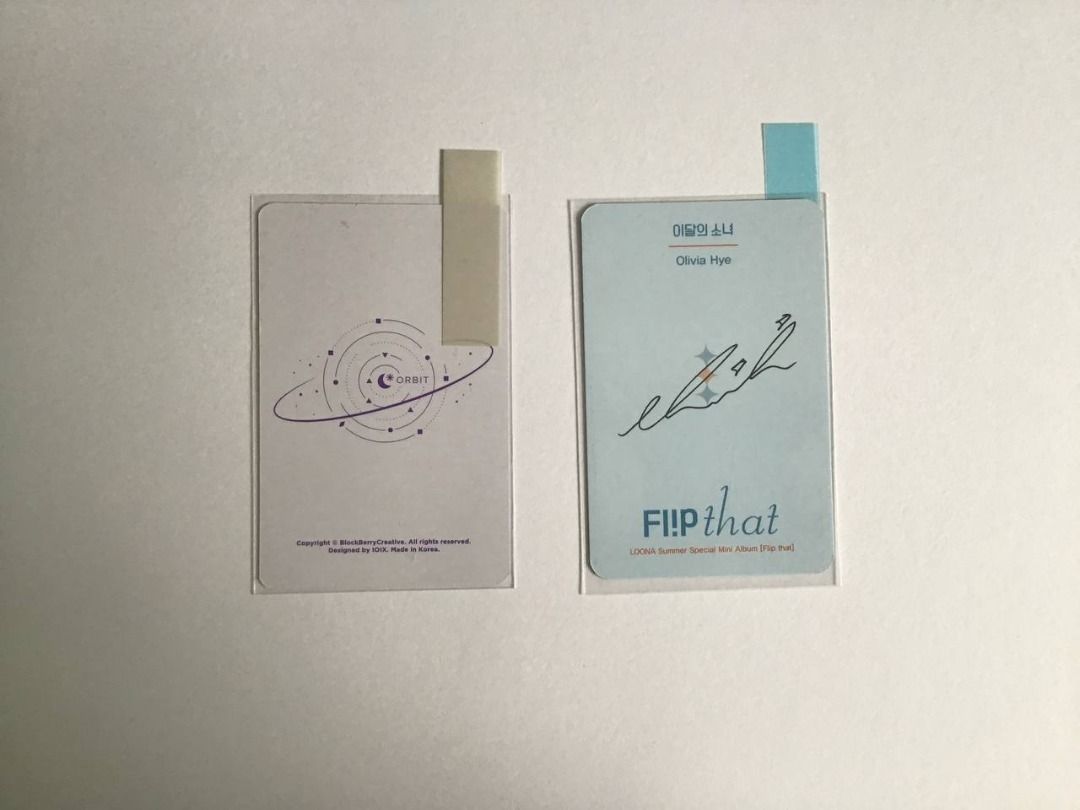 ORBIT
Copyright © BlockBerryCreative. All rights reserved.
Designed by IOIX. Made in Korea.
이달의 소녀
Olivia Hye
FL!P that
LOONA Summer Special Mini Album [Flip that]